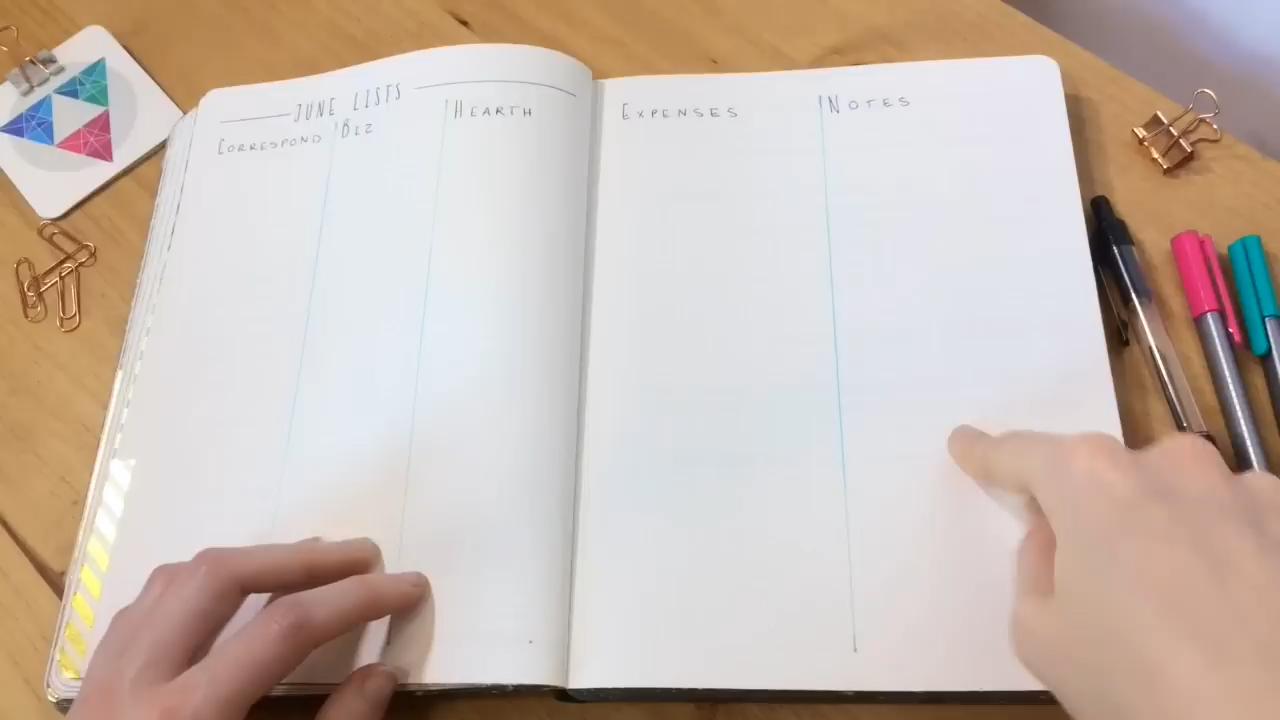 JUNE LISTS
CORRESPOND
BIZ
HEARTH
EXPENSES
NOTES